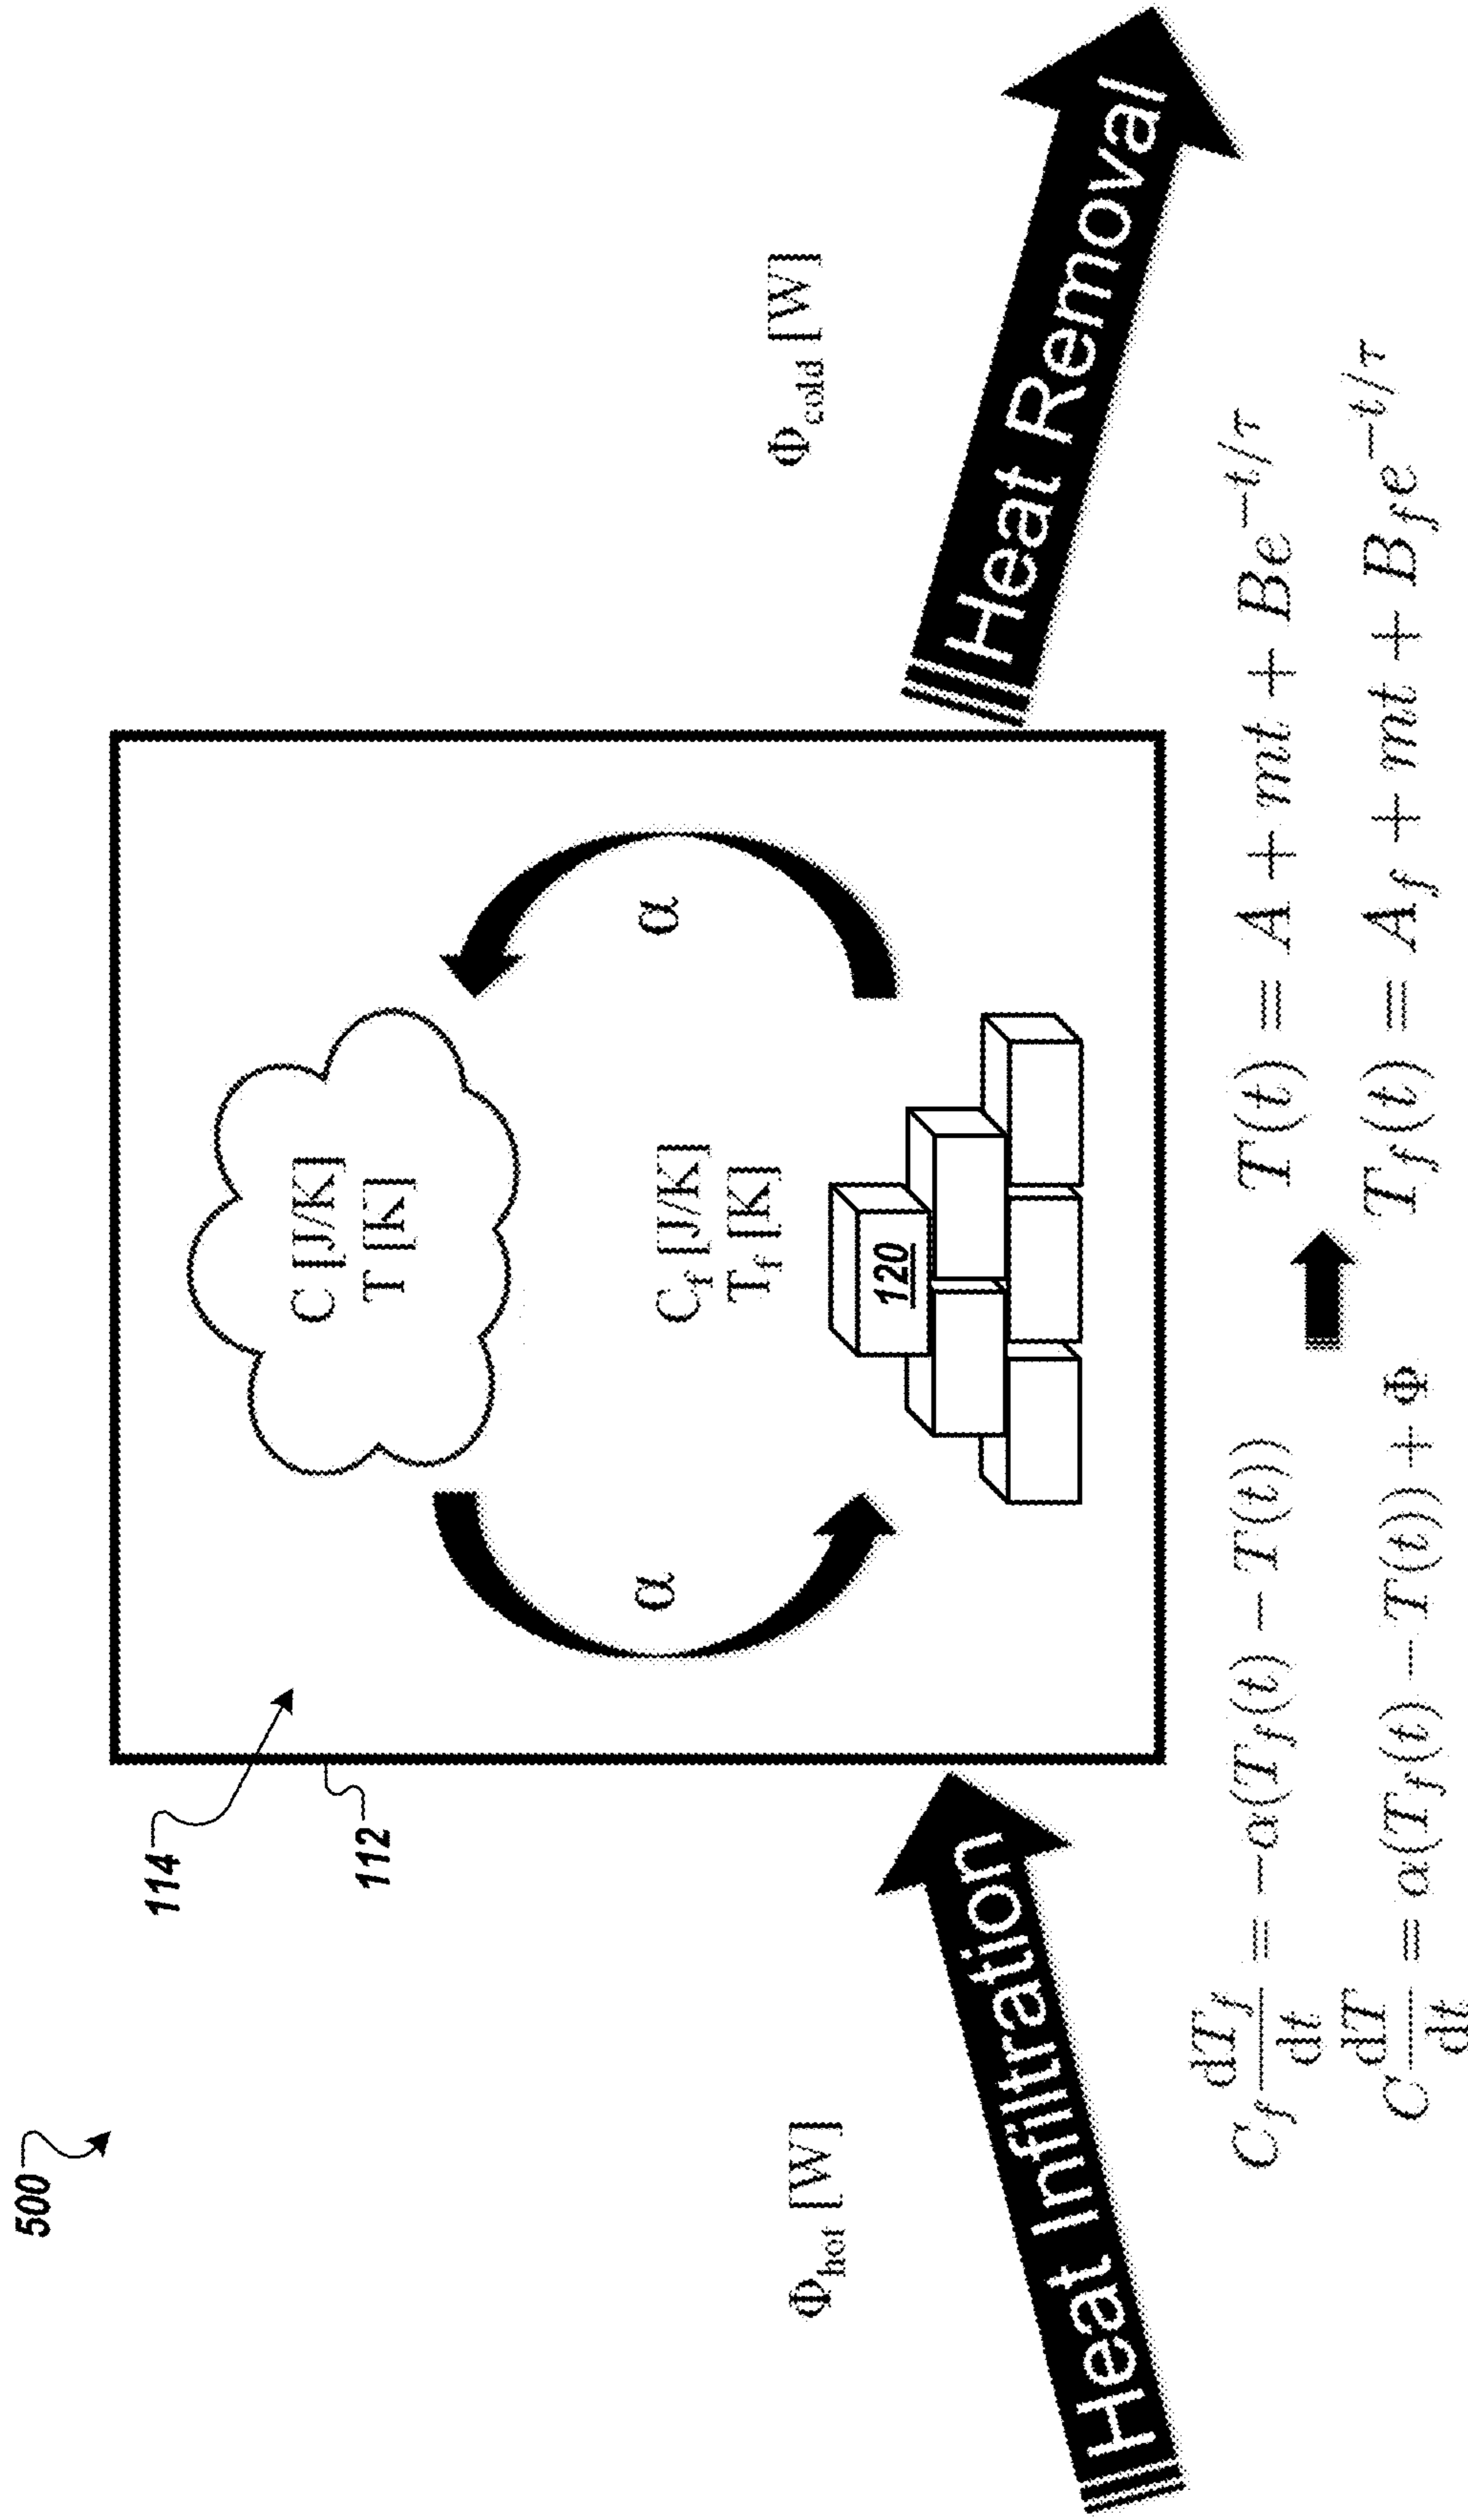 500
114
112
C [J/K]
T [K]
α
α
C_f [J/K]
T_f [K]
120
Φ_hot [W]
Φ_cold [W]
Heat Infiltration
Heat Removal
C_f dT_f/dt = −α(T_f(t) − T(t))
C dT/dt = α(T_f(t) − T(t)) + Φ
T(t) = A + mt + Be^{−t/τ}
T_f(t) = A_f + mt + B_f e^{−t/τ}